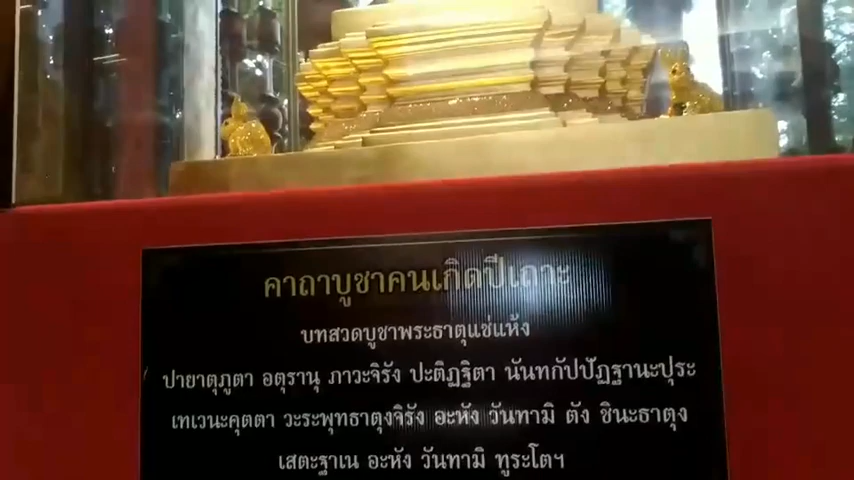 คาถาบูชาคนเกิดปีเถาะ
บทสวดบูชาพระธาตุแช่แห้ง
ปายาตุภูตา อตุรานุ ภาวะจิรัง ปะติฏฐิตา นันทกัปปัฏฐานะปุระ
เทเวนะคุตตา วะระพุทธาตุงจิรัง อะหัง วันทามิ ตัง ชินะธาตุง
เสตะฐาเน อะหัง วันทามิ ทูระโตฯ